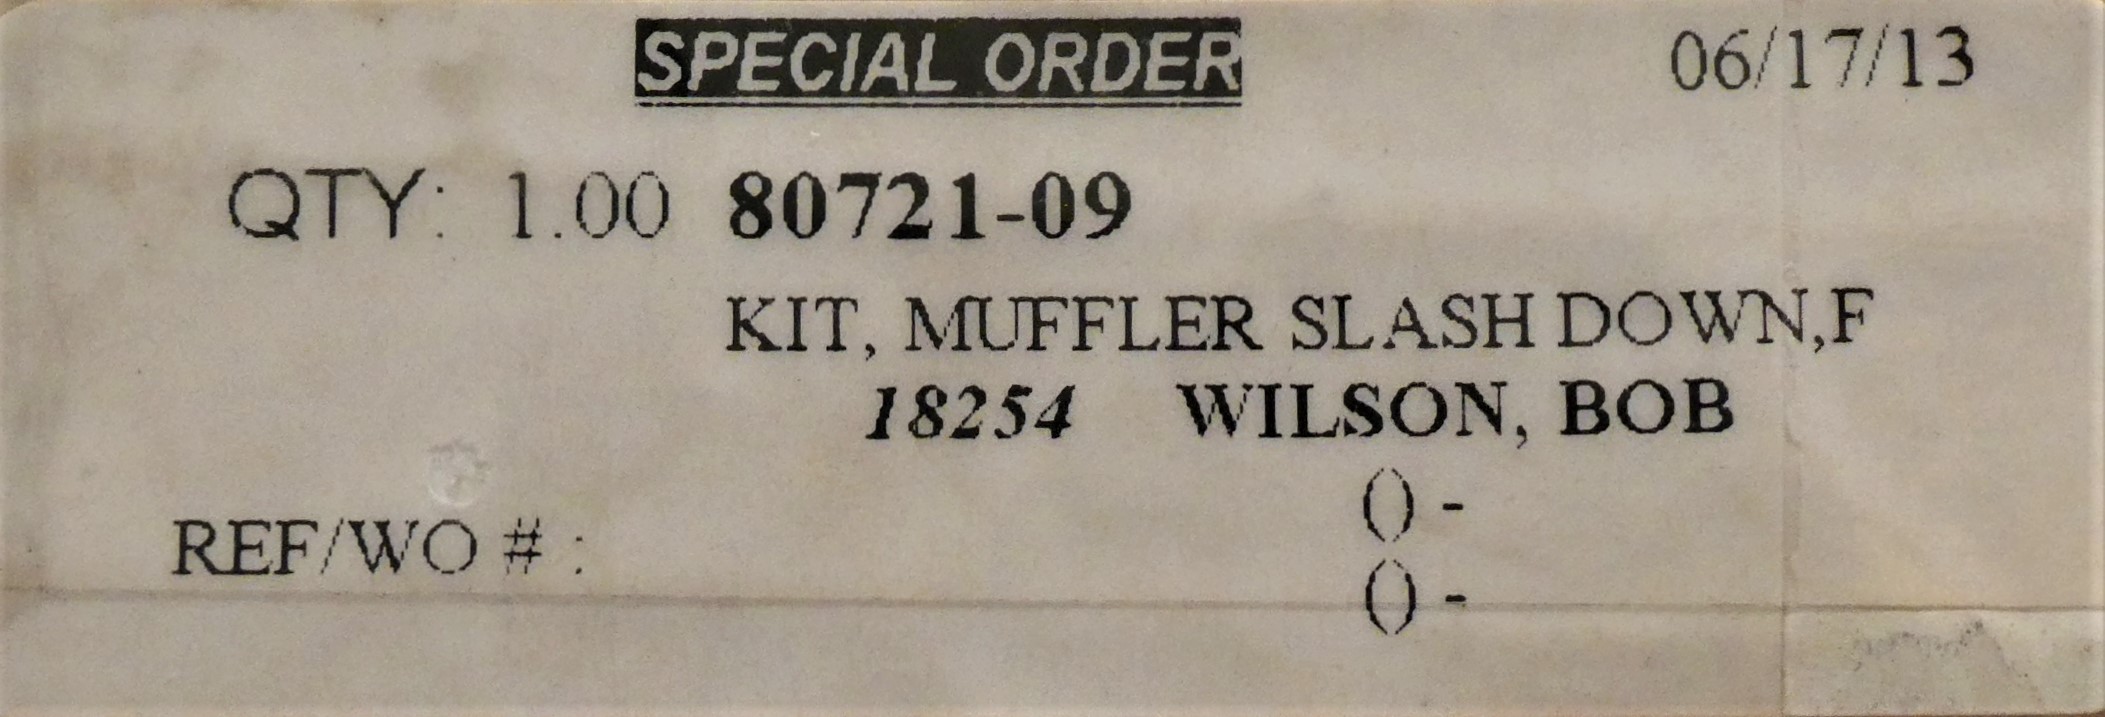 SPECIAL ORDER 06/17/13
QTY: 1.00 80721-09
KIT, MUFFLER SLASH DOWN,F
18254 WILSON, BOB
() -
REF/WO # :
() -